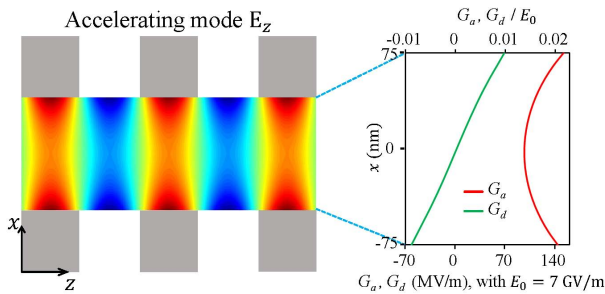 Accelerating mode E_z
G_a, G_d / E_0
-0.01 0 0.01 0.02
75
0
-75
x (nm)
G_a
G_d
-70 0 70 140
G_a, G_d (MV/m), with E_0 = 7 GV/m
x
z